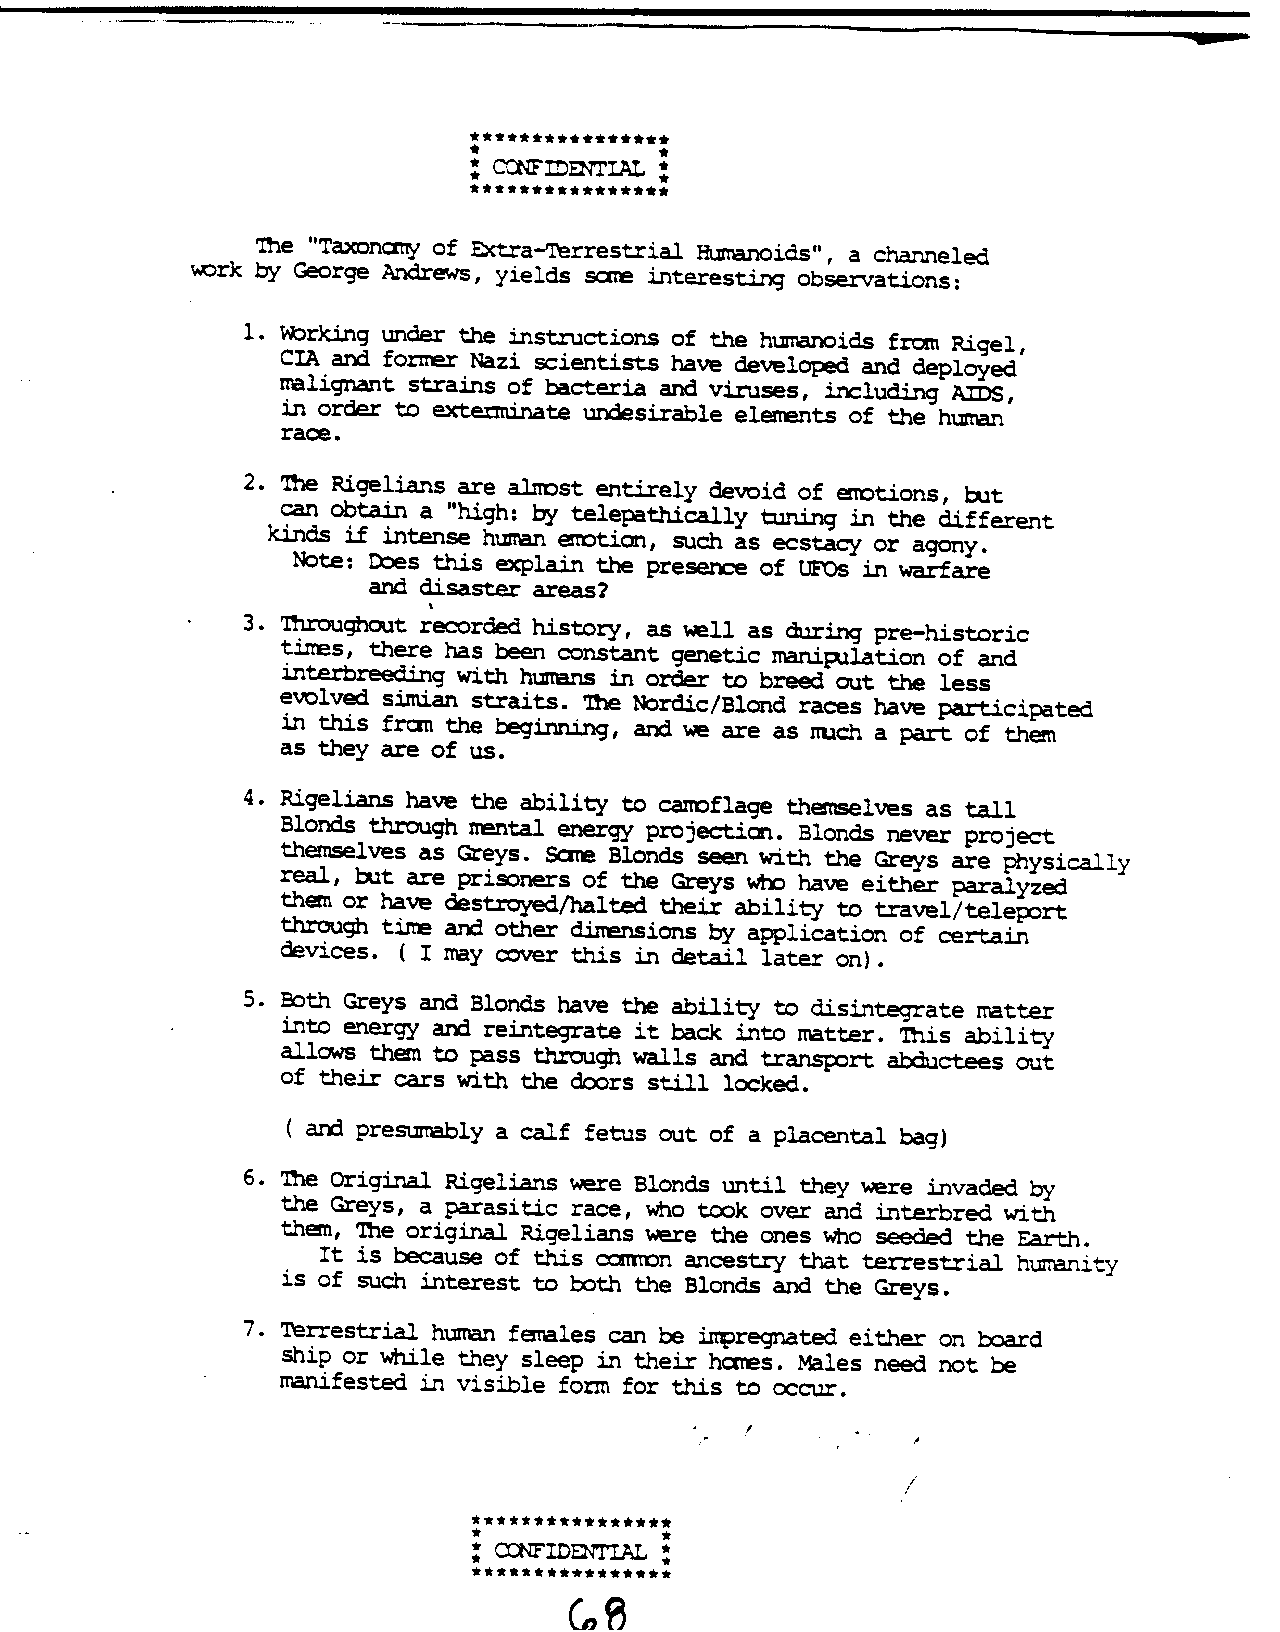 ****************
* *
* CONFIDENTIAL *
* *
****************
The "Taxonomy of Extra-Terrestrial Humanoids", a channeled
work by George Andrews, yields some interesting observations:
1. Working under the instructions of the humanoids from Rigel,
CIA and former Nazi scientists have developed and deployed
malignant strains of bacteria and viruses, including AIDS,
in order to exterminate undesirable elements of the human
race.
2. The Rigelians are almost entirely devoid of emotions, but
can obtain a "high: by telepathically tuning in the different
kinds if intense human emotion, such as ecstacy or agony.
Note: Does this explain the presence of UFOs in warfare
and disaster areas?
3. Throughout recorded history, as well as during pre-historic
times, there has been constant genetic manipulation of and
interbreeding with humans in order to breed out the less
evolved simian straits. The Nordic/Blond races have participated
in this from the beginning, and we are as much a part of them
as they are of us.
4. Rigelians have the ability to camoflage themselves as tall
Blonds through mental energy projection. Blonds never project
themselves as Greys. Some Blonds seen with the Greys are physically
real, but are prisoners of the Greys who have either paralyzed
them or have destroyed/halted their ability to travel/teleport
through time and other dimensions by application of certain
devices. ( I may cover this in detail later on).
5. Both Greys and Blonds have the ability to disintegrate matter
into energy and reintegrate it back into matter. This ability
allows them to pass through walls and transport abductees out
of their cars with the doors still locked.
( and presumably a calf fetus out of a placental bag)
6. The Original Rigelians were Blonds until they were invaded by
the Greys, a parasitic race, who took over and interbred with
them, The original Rigelians were the ones who seeded the Earth.
It is because of this common ancestry that terrestrial humanity
is of such interest to both the Blonds and the Greys.
7. Terrestrial human females can be impregnated either on board
ship or while they sleep in their homes. Males need not be
manifested in visible form for this to occur.
****************
* *
* CONFIDENTIAL *
* *
****************
68